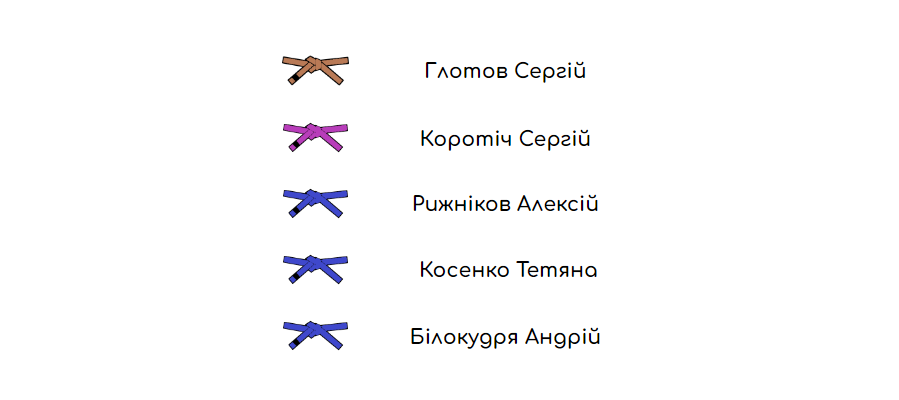 Глотов Сергій
Коротіч Сергій
Рижніков Алексій
Косенко Тетяна
Білокудря Андрій